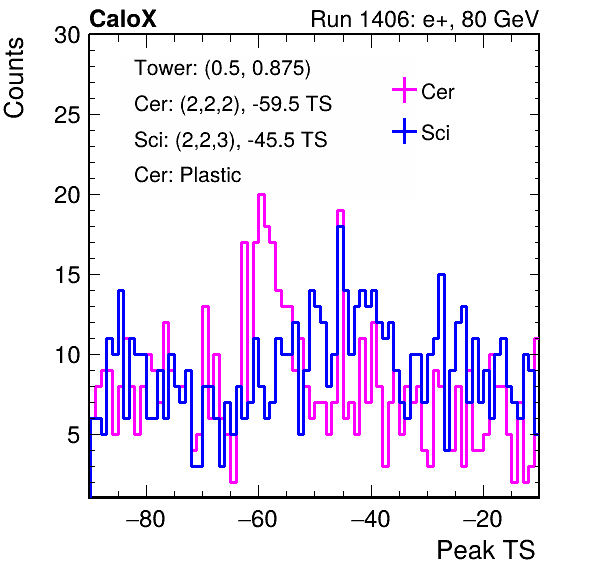 CaloX Run 1406: e+, 80 GeV
Counts
30
25
20
15
10
5
Tower: (0.5, 0.875)
Cer: (2,2,2), -59.5 TS
Sci: (2,2,3), -45.5 TS
Cer: Plastic
Cer
Sci
−80 −60 −40 −20
Peak TS